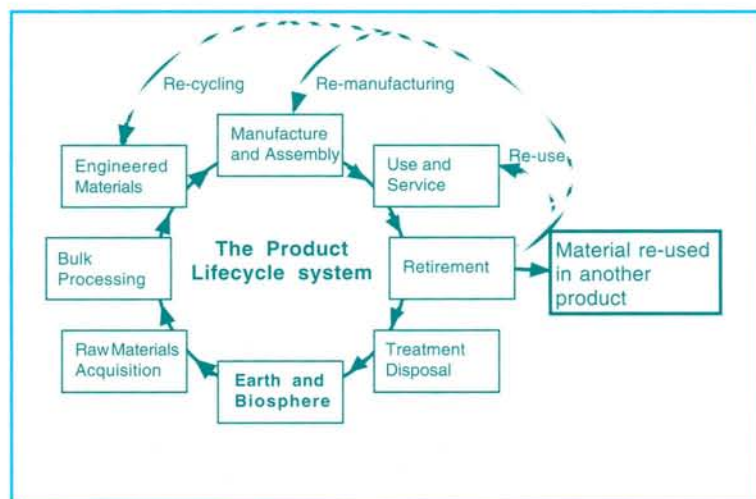 Re-cycling
Re-manufacturing
Manufacture
and Assembly
Engineered
Materials
Use and
Service
Re-use
The Product
Lifecycle system
Bulk
Processing
Retirement
Material re-used
in another
product
Raw Materials
Acquisition
Earth and
Biosphere
Treatment
Disposal